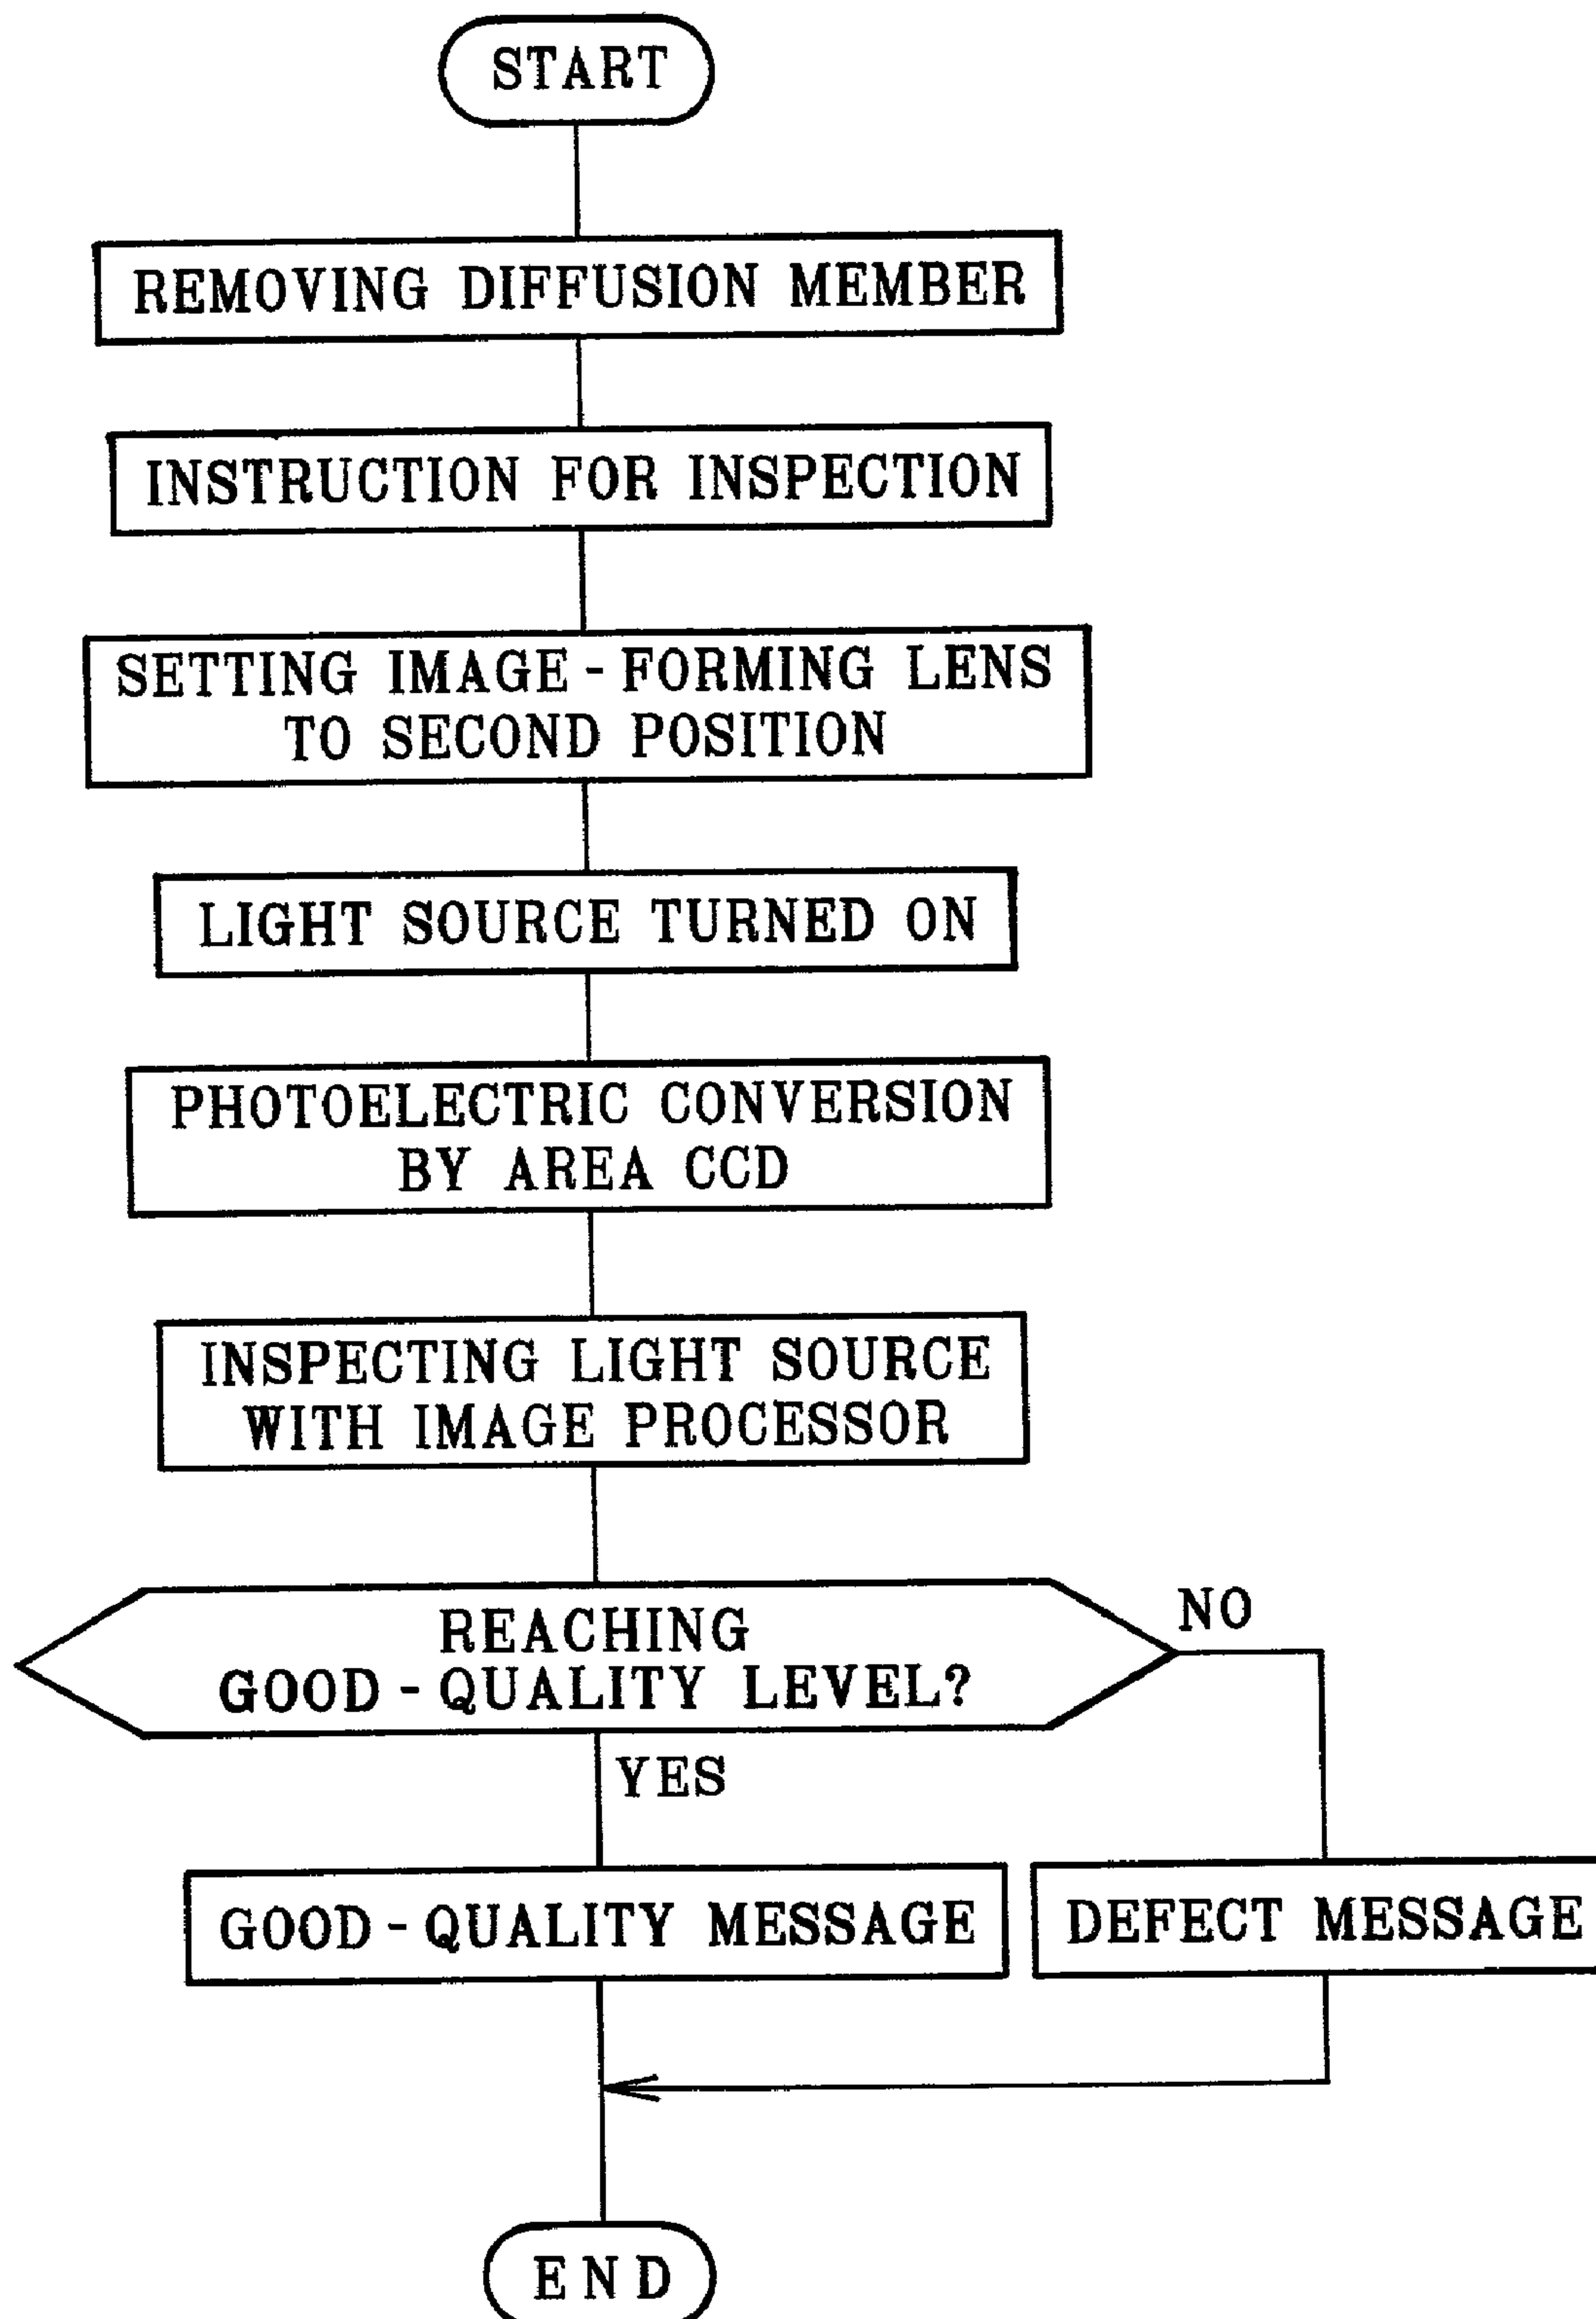 START
REMOVING DIFFUSION MEMBER
INSTRUCTION FOR INSPECTION
SETTING IMAGE-FORMING LENS
TO SECOND POSITION
LIGHT SOURCE TURNED ON
PHOTOELECTRIC CONVERSION
BY AREA CCD
INSPECTING LIGHT SOURCE
WITH IMAGE PROCESSOR
REACHING
GOOD-QUALITY LEVEL?
NO
YES
GOOD-QUALITY MESSAGE
DEFECT MESSAGE
END